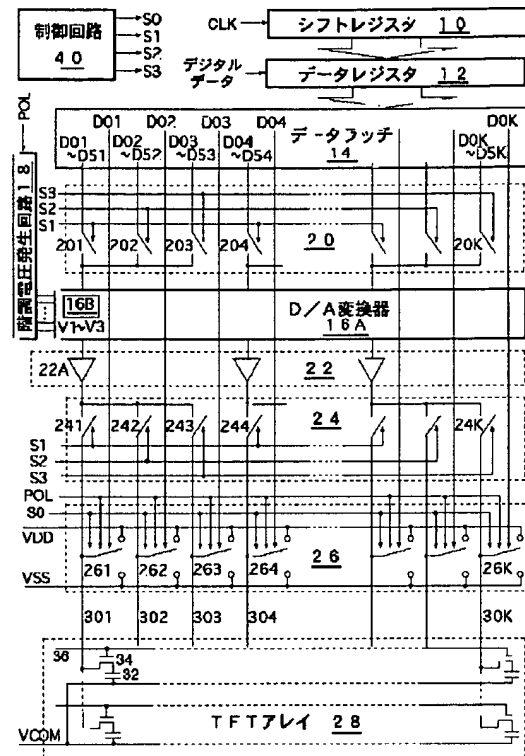 制御回路
40
S0
S1
S2
S3
CLK
シフトレジスタ 10
デジタル
データ
データレジスタ 12
POL
階調電圧発生回路18
D01 D02 D03 D04 D0K
D01 D02 D03 D04 D0K
~D51 ~D52 ~D53 ~D54 ~D5K
データラッチ
14
S3
S2
S1
201 202 203 204 20 20K
16B
V1~V3
D/A変換器
16A
22A 22
241 242 243 244 24 24K
S1
S2
S3
POL
S0
VDD
261 262 263 264 26 26K
VSS
301 302 303 304 30K
36 34
32
VCOM
TFTアレイ 28